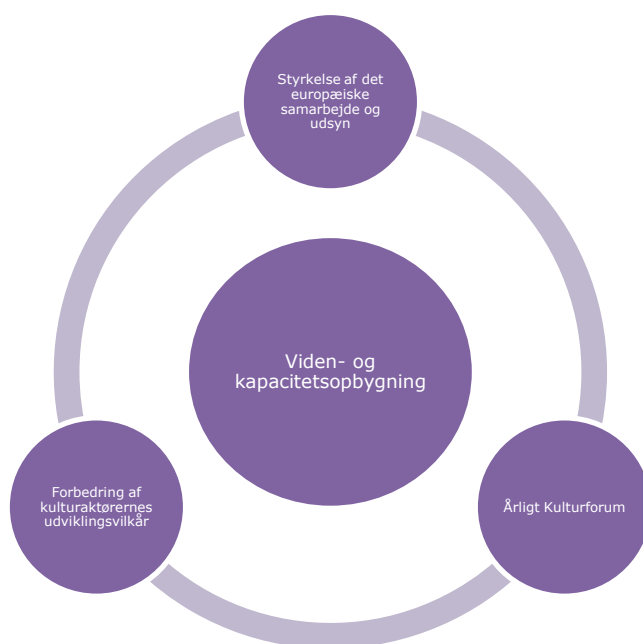 Styrkelse af det
europæiske
samarbejde og
udsyn
Viden- og
kapacitetsopbygning
Forbedring af
kulturaktørernes
udviklingsvilkår
Årligt Kulturforum